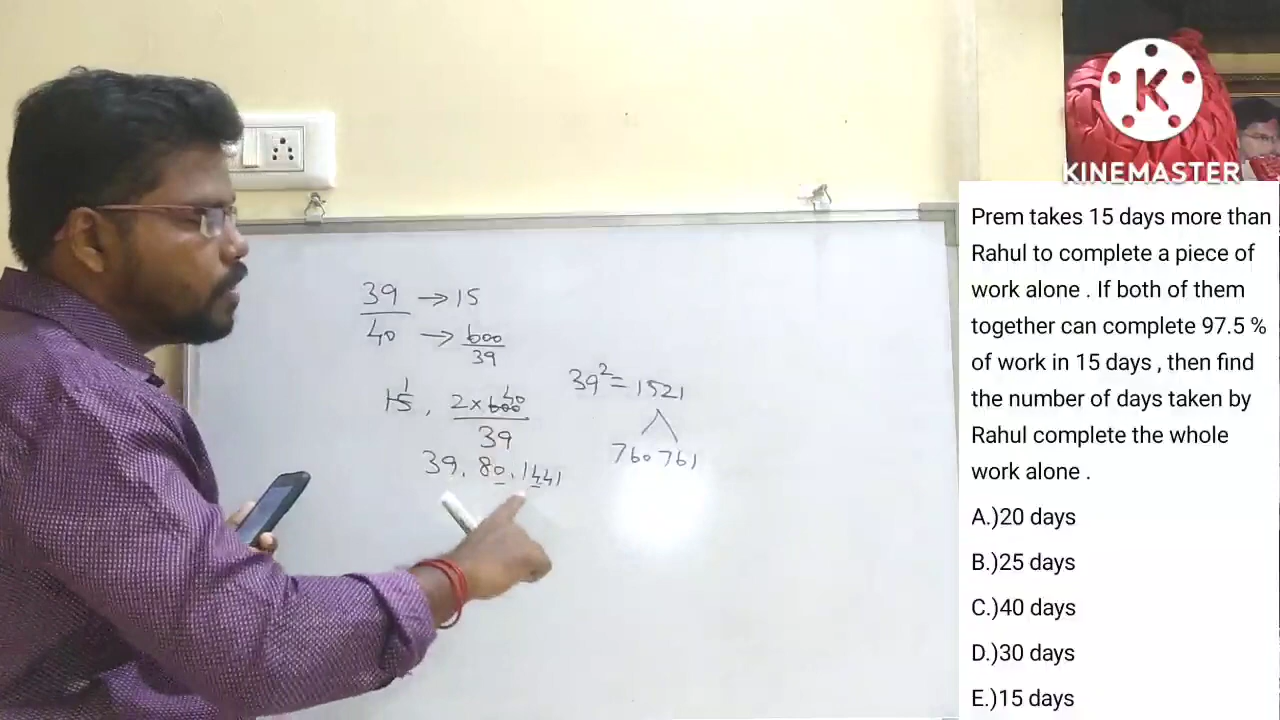 39 → 15
40 → 600
39
15 1, 2 × 600 40
39
39, 80, 1441
39² = 1521
760 761
K
KINEMASTER
Prem takes 15 days more than
Rahul to complete a piece of
work alone . If both of them
together can complete 97.5 %
of work in 15 days , then find
the number of days taken by
Rahul complete the whole
work alone .
A.)20 days
B.)25 days
C.)40 days
D.)30 days
E.)15 days